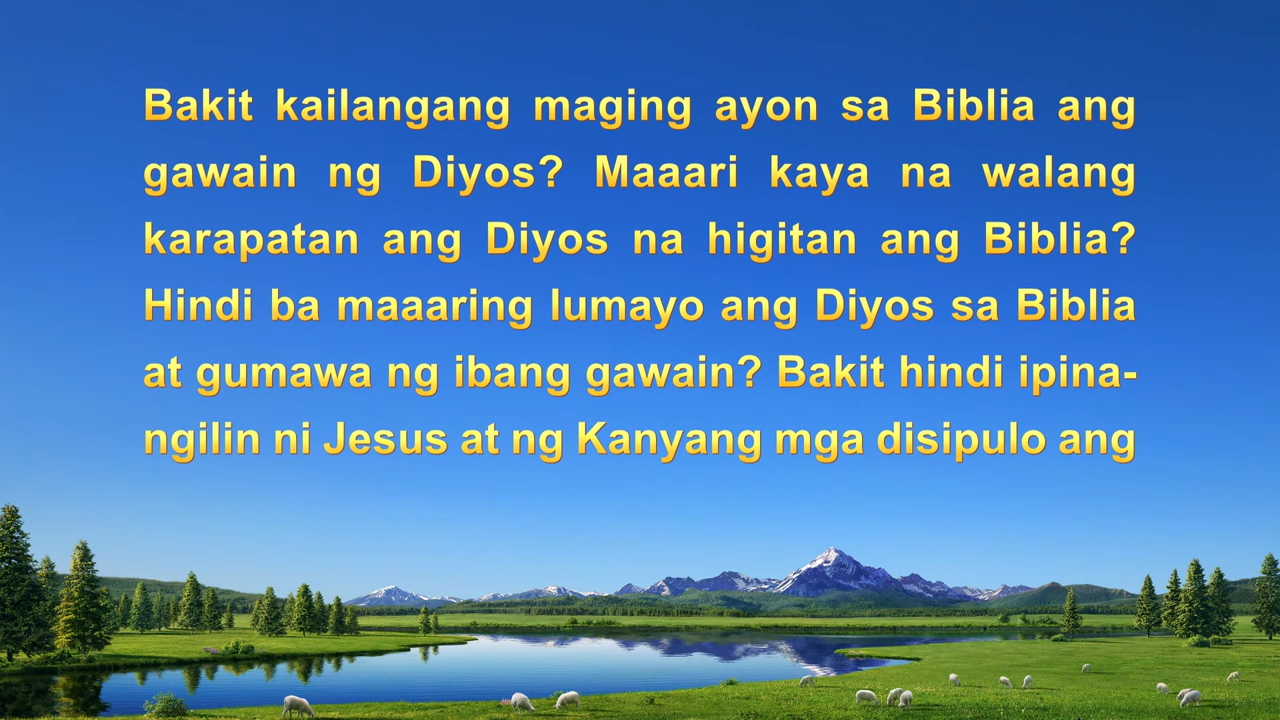 Bakit kailangang maging ayon sa Biblia ang
gawain ng Diyos? Maaari kaya na walang
karapatan ang Diyos na higitan ang Biblia?
Hindi ba maaaring lumayo ang Diyos sa Biblia
at gumawa ng ibang gawain? Bakit hindi ipina-
ngilin ni Jesus at ng Kanyang mga disipulo ang